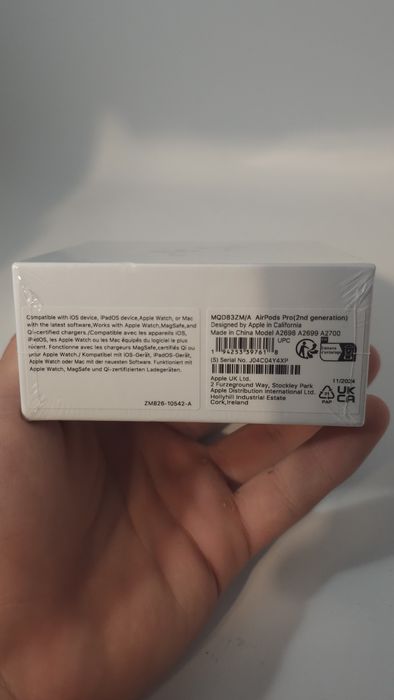 Compatible with iOS device, iPadOS device,Apple Watch, or Mac
with the latest software,Works with Apple Watch,MagSafe,and
Qi-certified chargers./Compatible avec les appareils iOS,
iPadOS, les Apple Watch ou les Mac équipés du logiciel le plus
récent. Fonctionne avec les chargeurs MagSafe,certifiés Qi ou
pour Apple Watch./ Kompatibel mit iOS-Gerät, iPadOS-Gerät,
Apple Watch oder Mac mit der neuesten Software. Funktioniert mit
Apple Watch, MagSafe und Qi-zertifizierten Ladegeräten.
ZM826-10542-A
MQD83ZM/A AirPods Pro(2nd generation)
Designed by Apple in California
Made in China Model A2698 A2699 A2700
UPC
1 94253 39761 8
(S) Serial No. J04CD4Y4XP
Apple UK Ltd.
2 Furzeground Way, Stockley Park
Apple Distribution International Ltd.
Hollyhill Industrial Estate
Cork,Ireland
11/2024
PAP
UK
CA